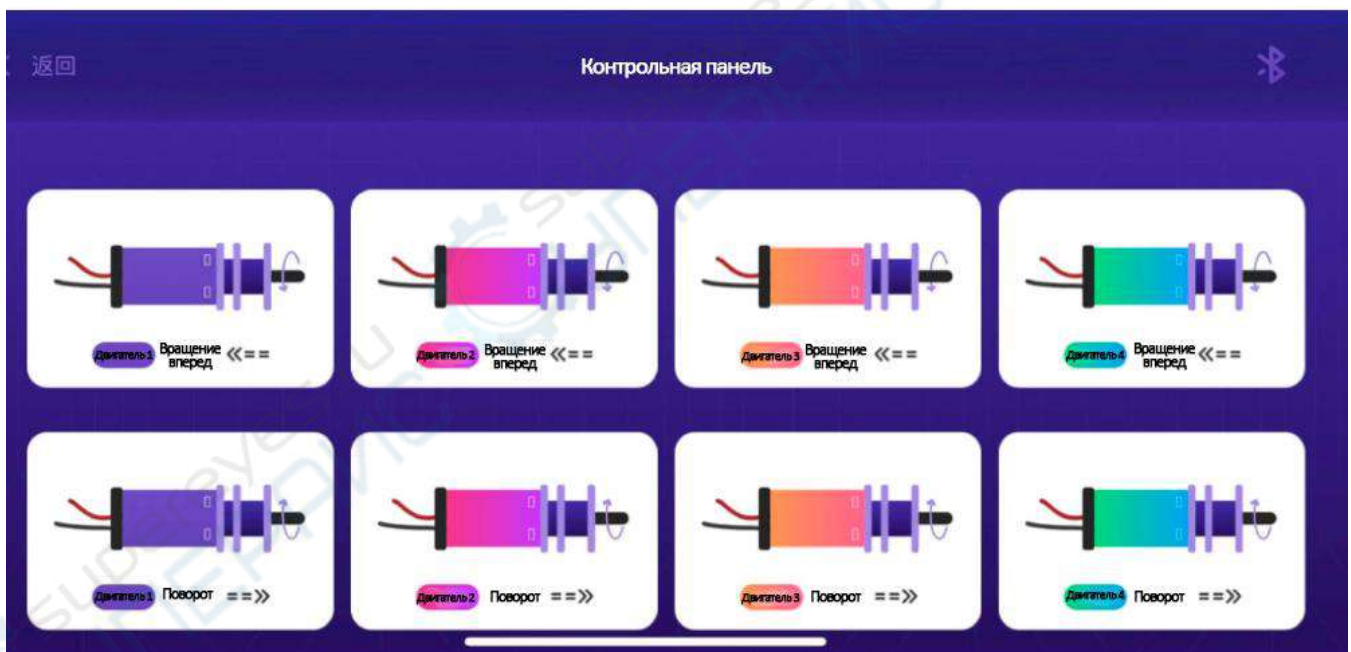 返回
Контрольная панель
Двигатель 1 Вращение вперед «==
Двигатель 2 Вращение вперед «==
Двигатель 3 Вращение вперед «==
Двигатель 4 Вращение вперед «==
Двигатель 1 Поворот ==»
Двигатель 2 Поворот ==»
Двигатель 3 Поворот ==»
Двигатель 4 Поворот ==»